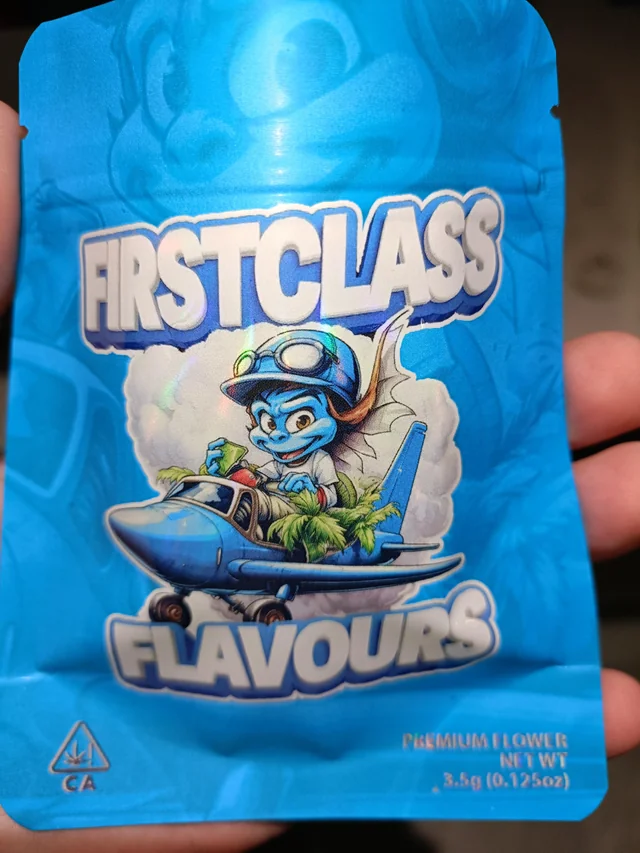 FIRSTCLASS
FLAVOURS
CA
PREMIUM FLOWER
NET WT
3.5g (0.125oz)